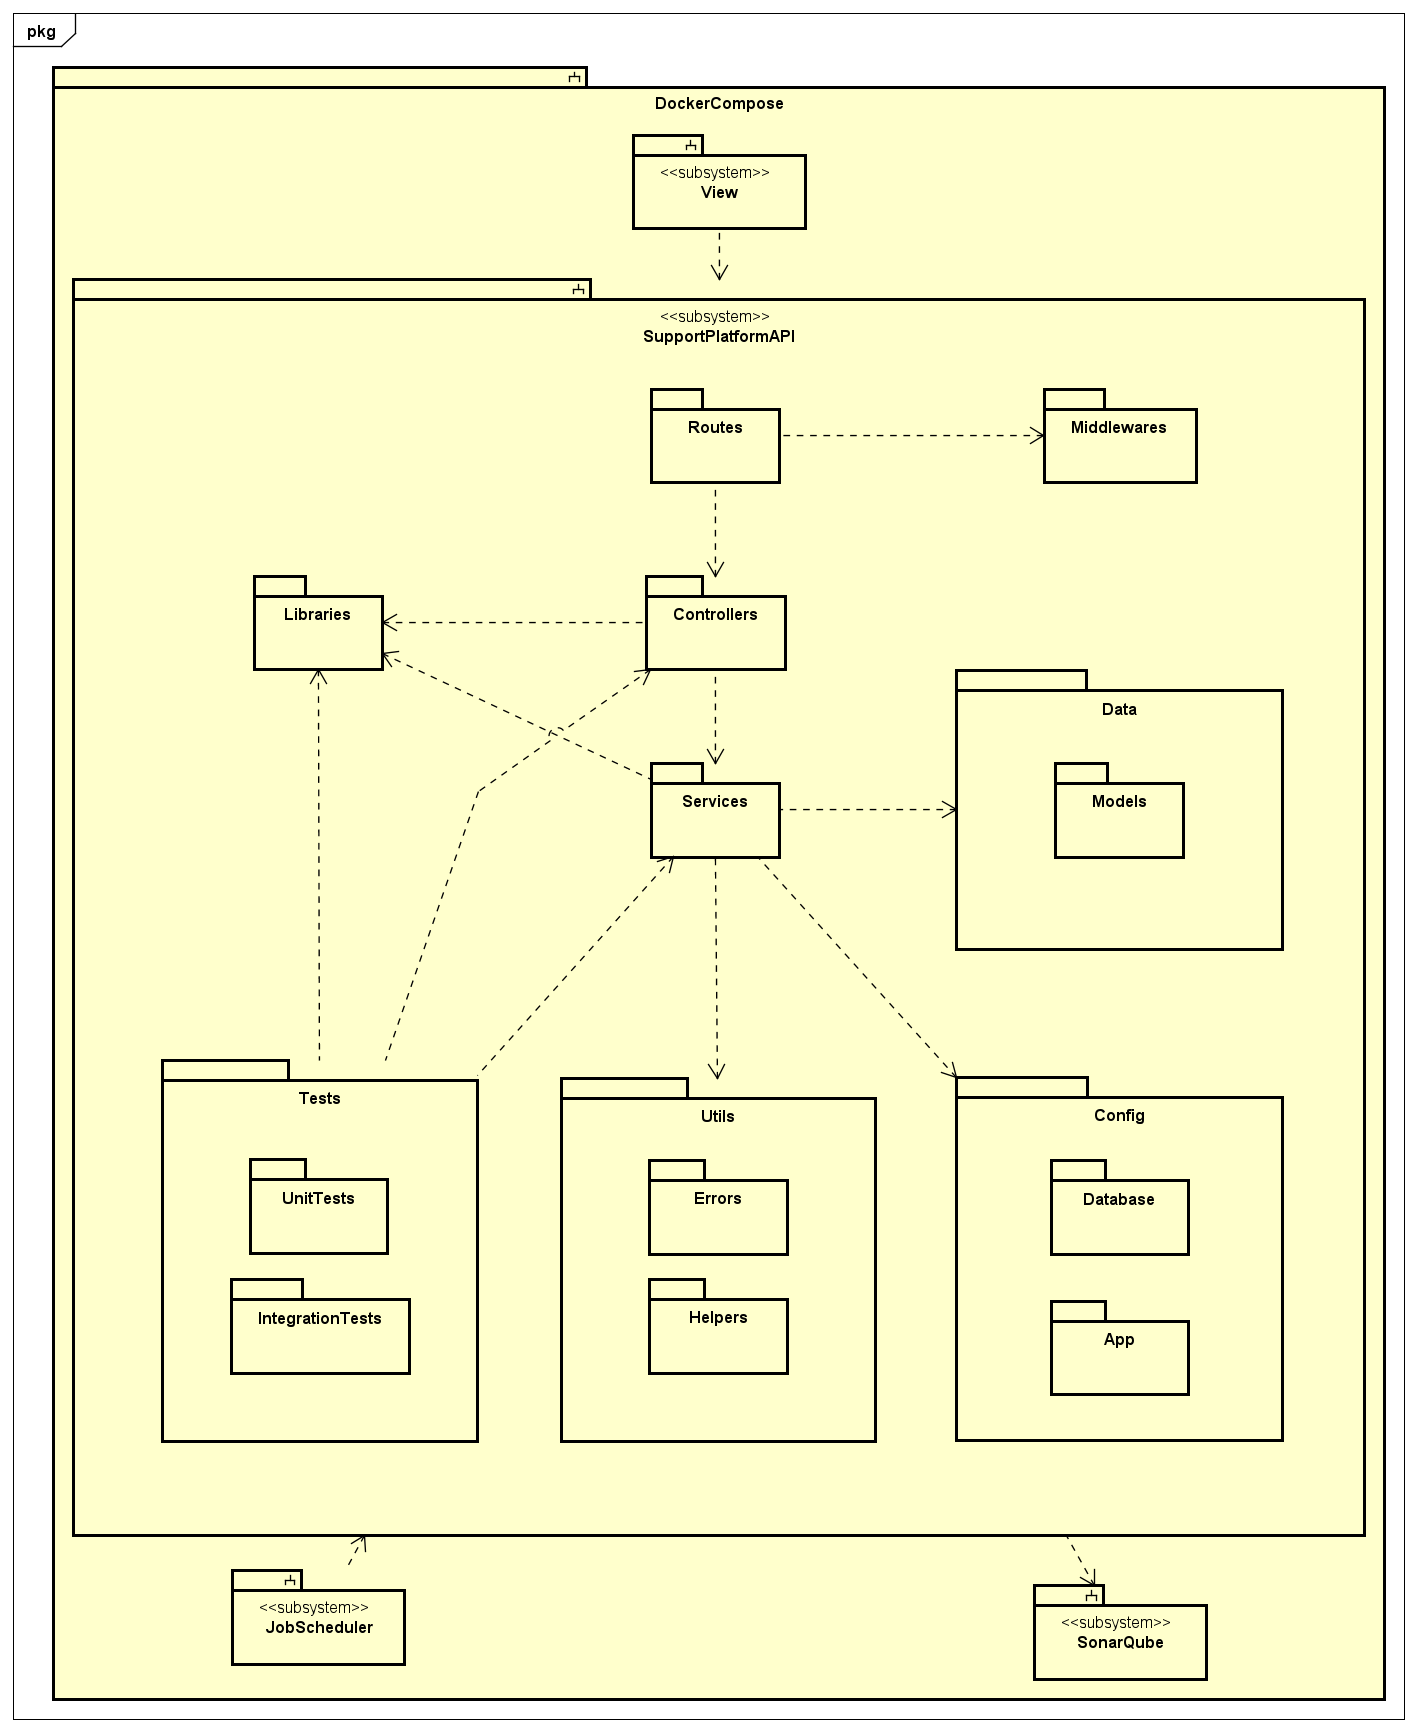 pkg
DockerCompose
<<subsystem>>
View
<<subsystem>>
SupportPlatformAPI
Routes
Middlewares
Libraries
Controllers
Data
Services
Models
Tests
Utils
Config
UnitTests
Errors
Database
IntegrationTests
Helpers
App
<<subsystem>>
JobScheduler
<<subsystem>>
SonarQube